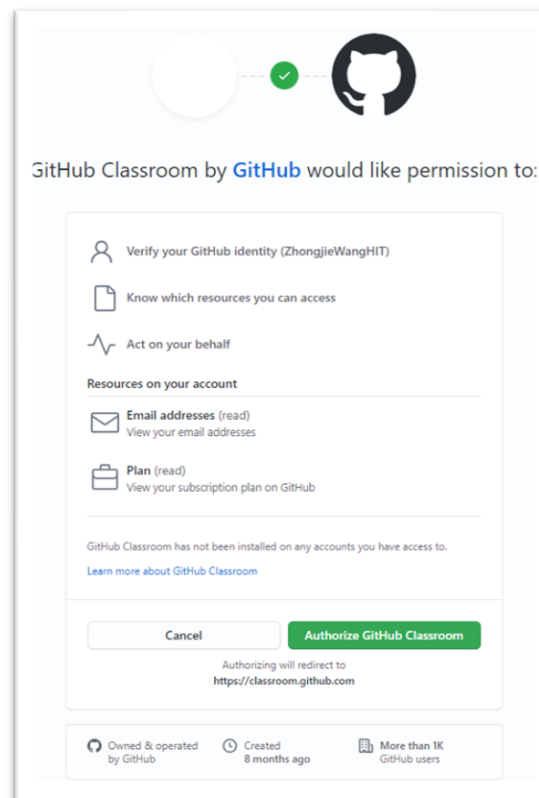 GitHub Classroom by GitHub would like permission to:
Verify your GitHub identity (ZhongjieWangHIT)
Know which resources you can access
Act on your behalf
Resources on your account
Email addresses (read)
View your email addresses
Plan (read)
View your subscription plan on GitHub
GitHub Classroom has not been installed on any accounts you have access to.
Learn more about GitHub Classroom
Cancel
Authorize GitHub Classroom
Authorizing will redirect to
https://classroom.github.com
Owned & operated
by GitHub
Created
8 months ago
More than 1K
GitHub users